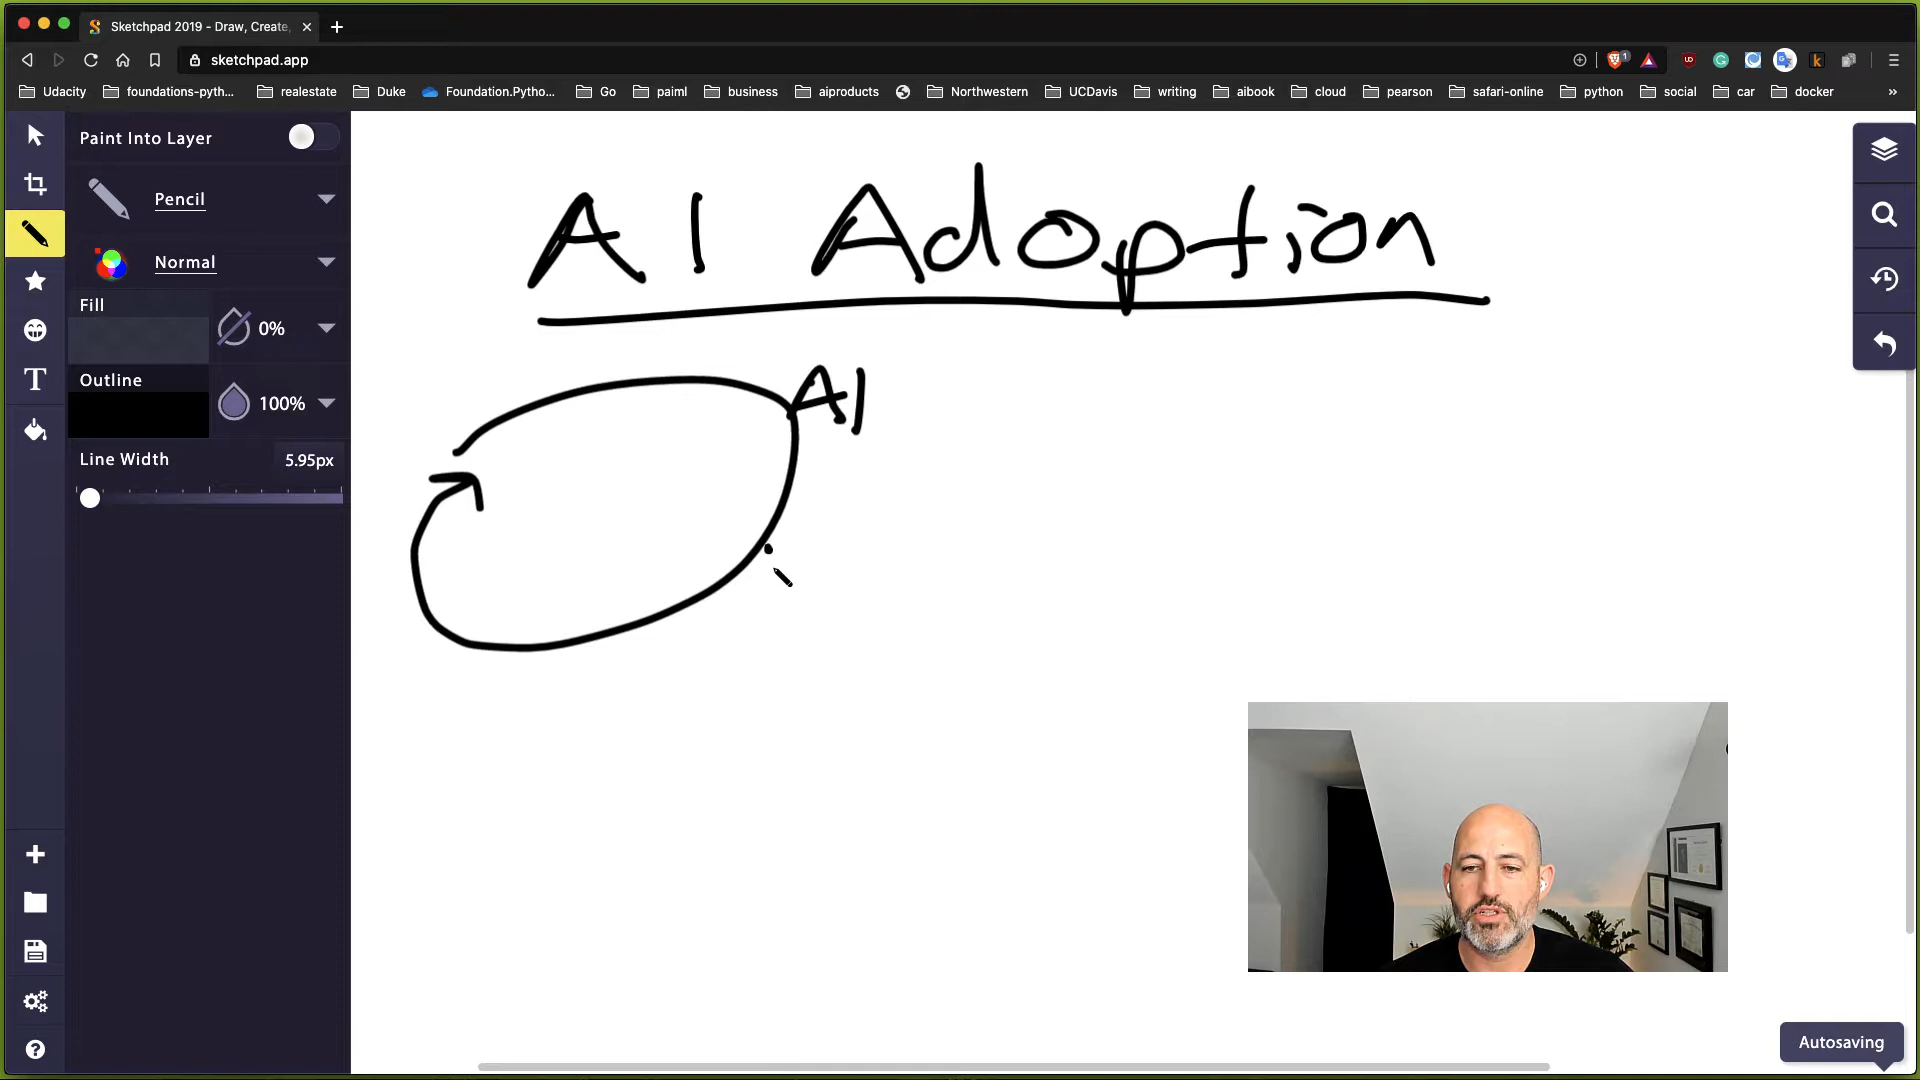 Sketchpad 2019 - Draw, Create,
sketchpad.app
1
Udacity
foundations-pyth...
realestate
Duke
Foundation.Pytho...
Go
paiml
business
aiproducts
Northwestern
UCDavis
writing
aibook
cloud
pearson
safari-online
python
social
car
docker
»
Paint Into Layer
Pencil
Normal
Fill
0%
Outline
100%
Line Width
5.95px
T
AI Adoption
AI
Autosaving